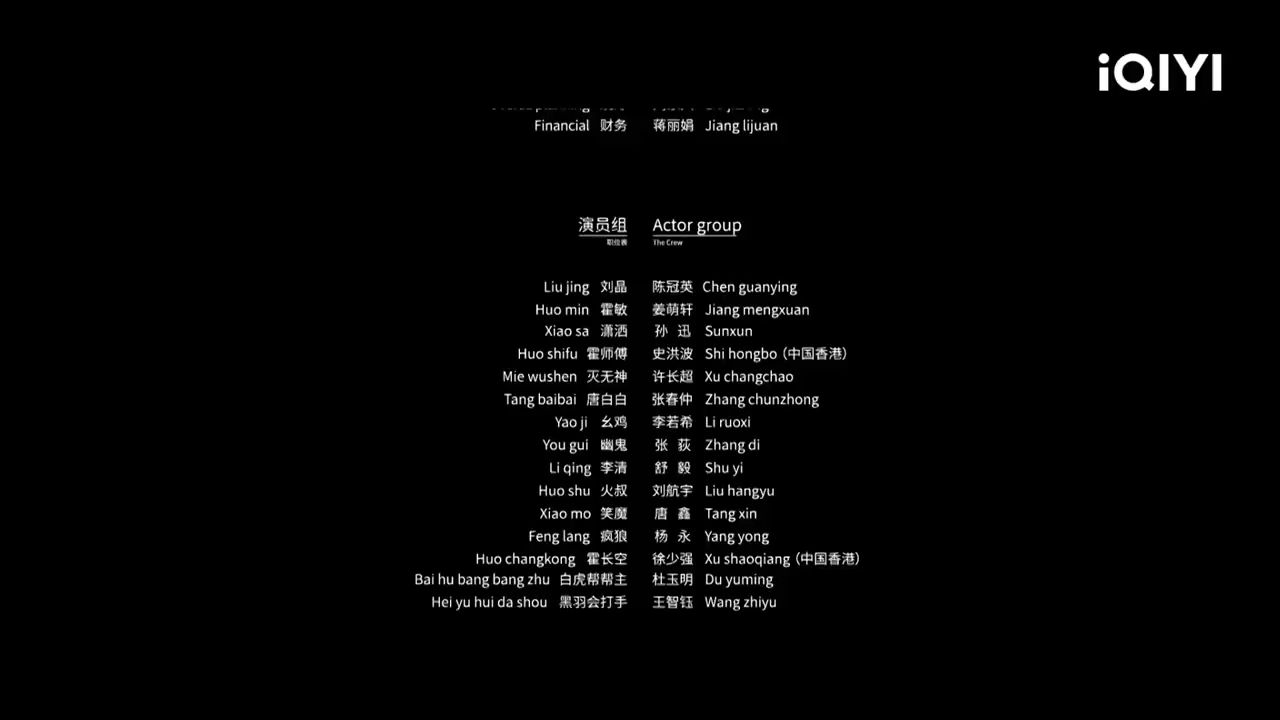 iQIYI
Financial 财务 蒋丽娟 Jiang lijuan
演员组 Actor group
职位表 The Crew
Liu jing 刘晶 陈冠英 Chen guanying
Huo min 霍敏 姜萌轩 Jiang mengxuan
Xiao sa 潇洒 孙 迅 Sunxun
Huo shifu 霍师傅 史洪波 Shi hongbo（中国香港）
Mie wushen 灭无神 许长超 Xu changchao
Tang baibai 唐白白 张春仲 Zhang chunzhong
Yao ji 幺鸡 李若希 Li ruoxi
You gui 幽鬼 张 荻 Zhang di
Li qing 李清 舒 毅 Shu yi
Huo shu 火叔 刘航宇 Liu hangyu
Xiao mo 笑魔 唐 鑫 Tang xin
Feng lang 疯狼 杨 永 Yang yong
Huo changkong 霍长空 徐少强 Xu shaoqiang（中国香港）
Bai hu bang bang zhu 白虎帮帮主 杜玉明 Du yuming
Hei yu hui da shou 黑羽会打手 王智钰 Wang zhiyu